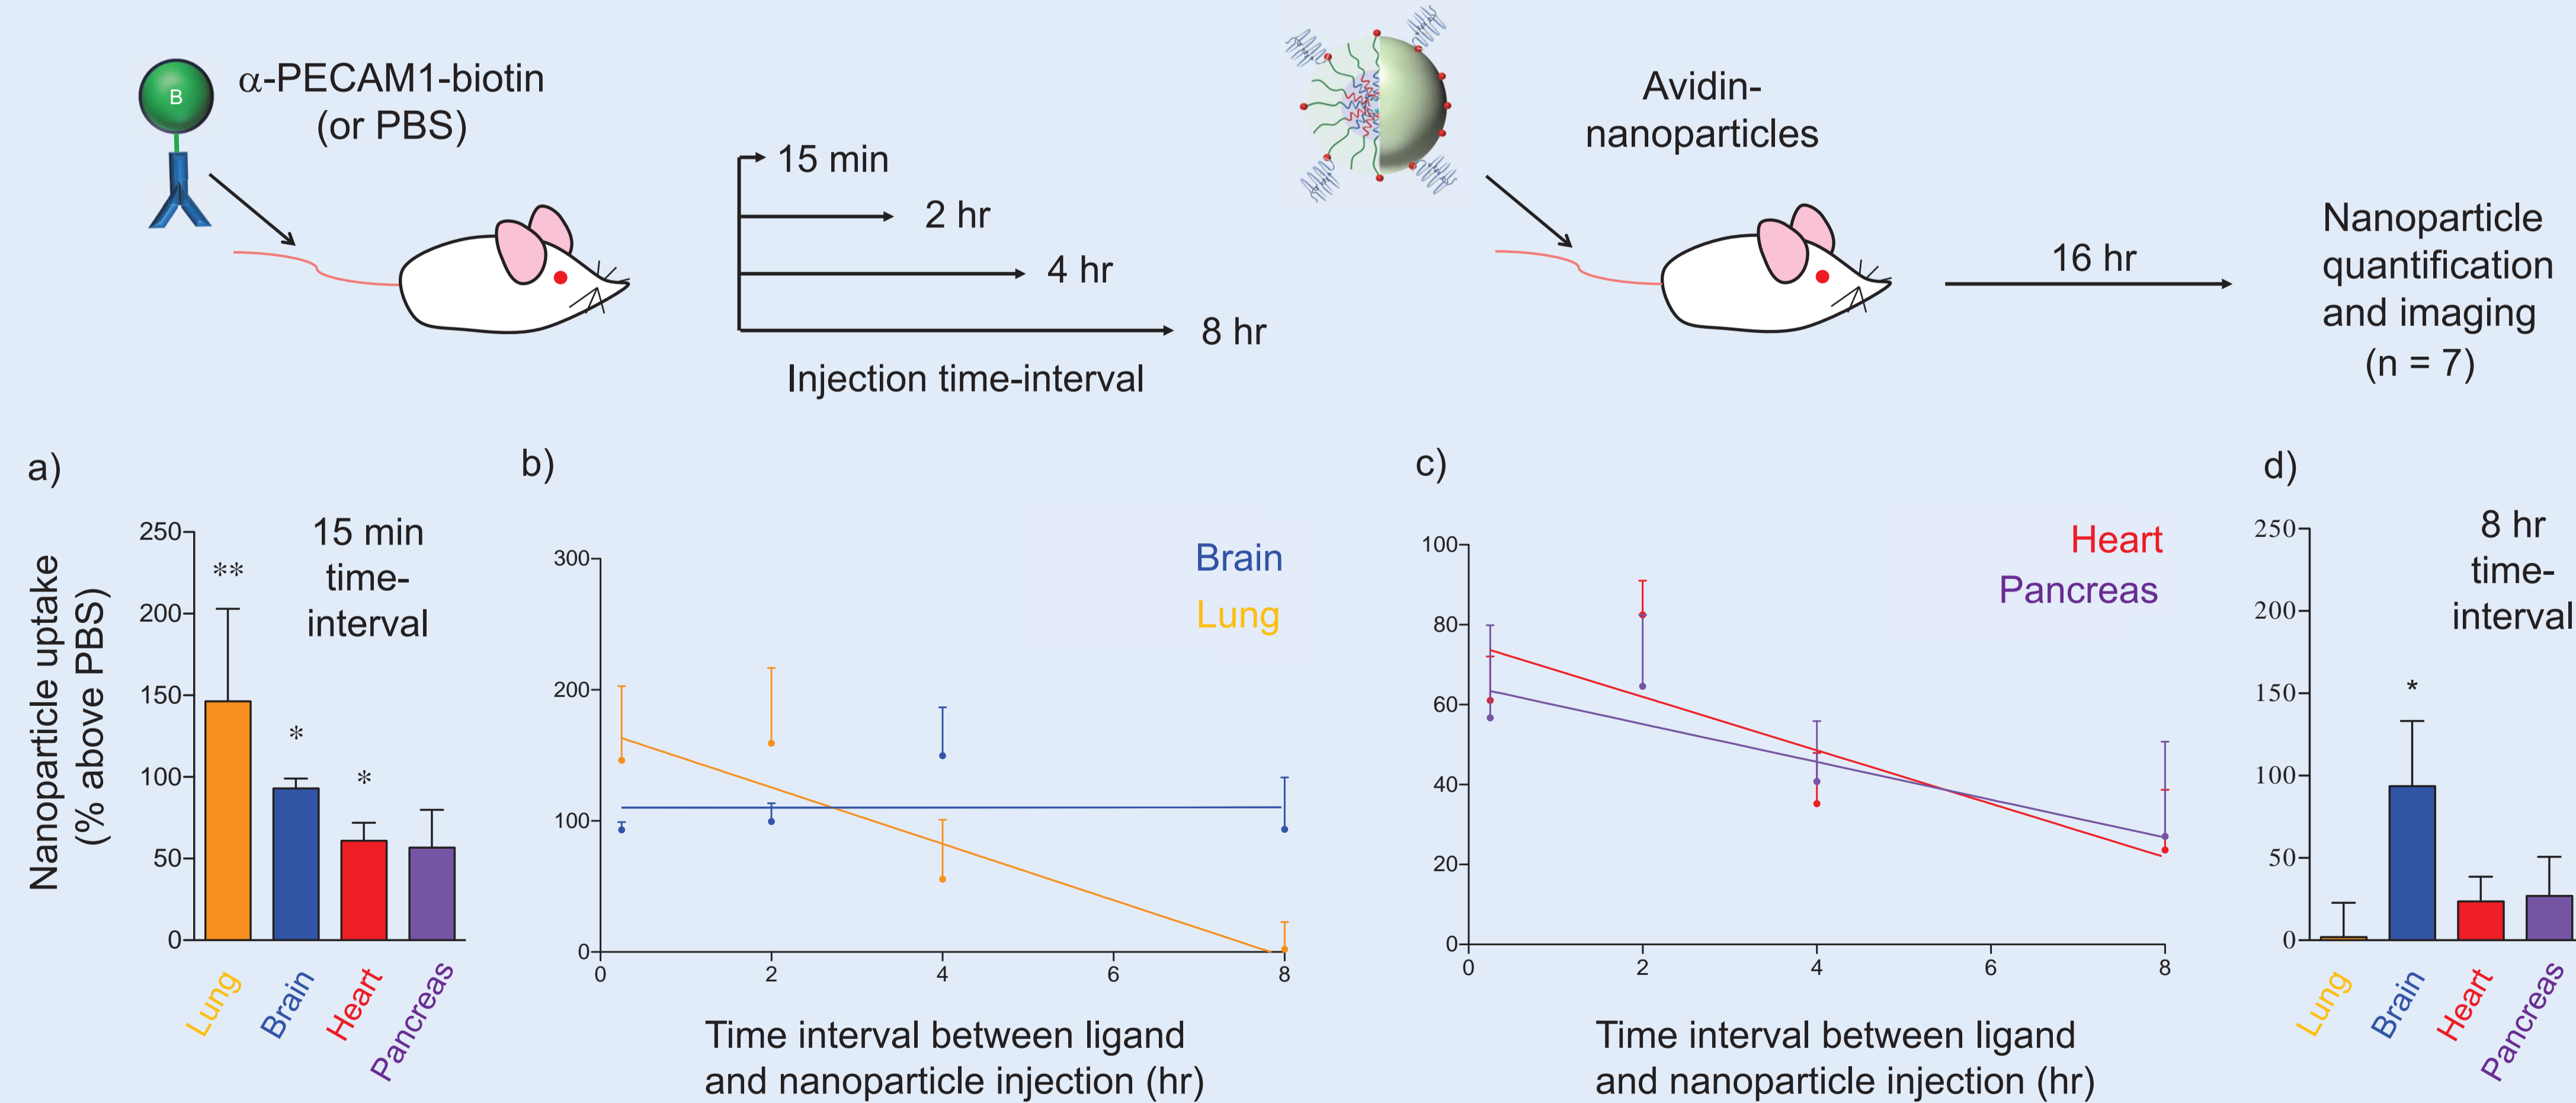 B
α-PECAM1-biotin
(or PBS)
15 min
2 hr
4 hr
8 hr
Injection time-interval
Avidin-
nanoparticles
16 hr
Nanoparticle
quantification
and imaging
(n = 7)
a)
Nanoparticle uptake
(% above PBS)
250
200
150
100
50
0
15 min
time-
interval
**
*
*
Lung
Brain
Heart
Pancreas
b)
300
200
100
0
0
2
4
6
8
Brain
Lung
Time interval between ligand
and nanoparticle injection (hr)
c)
100
80
60
40
20
0
0
2
4
6
8
Heart
Pancreas
Time interval between ligand
and nanoparticle injection (hr)
d)
250
200
150
100
50
0
8 hr
time-
interval
*
Lung
Brain
Heart
Pancreas